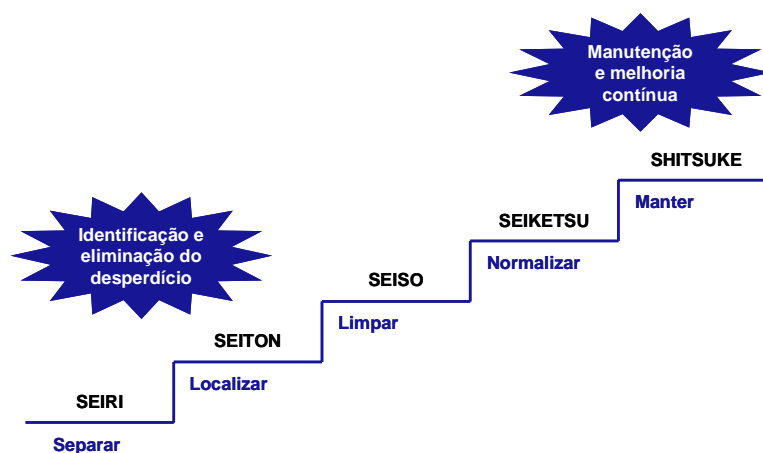 Manutenção
e melhoria
contínua
SHITSUKE
Manter
Identificação e
eliminação do
desperdício
SEIKETSU
Normalizar
SEISO
Limpar
SEITON
Localizar
SEIRI
Separar